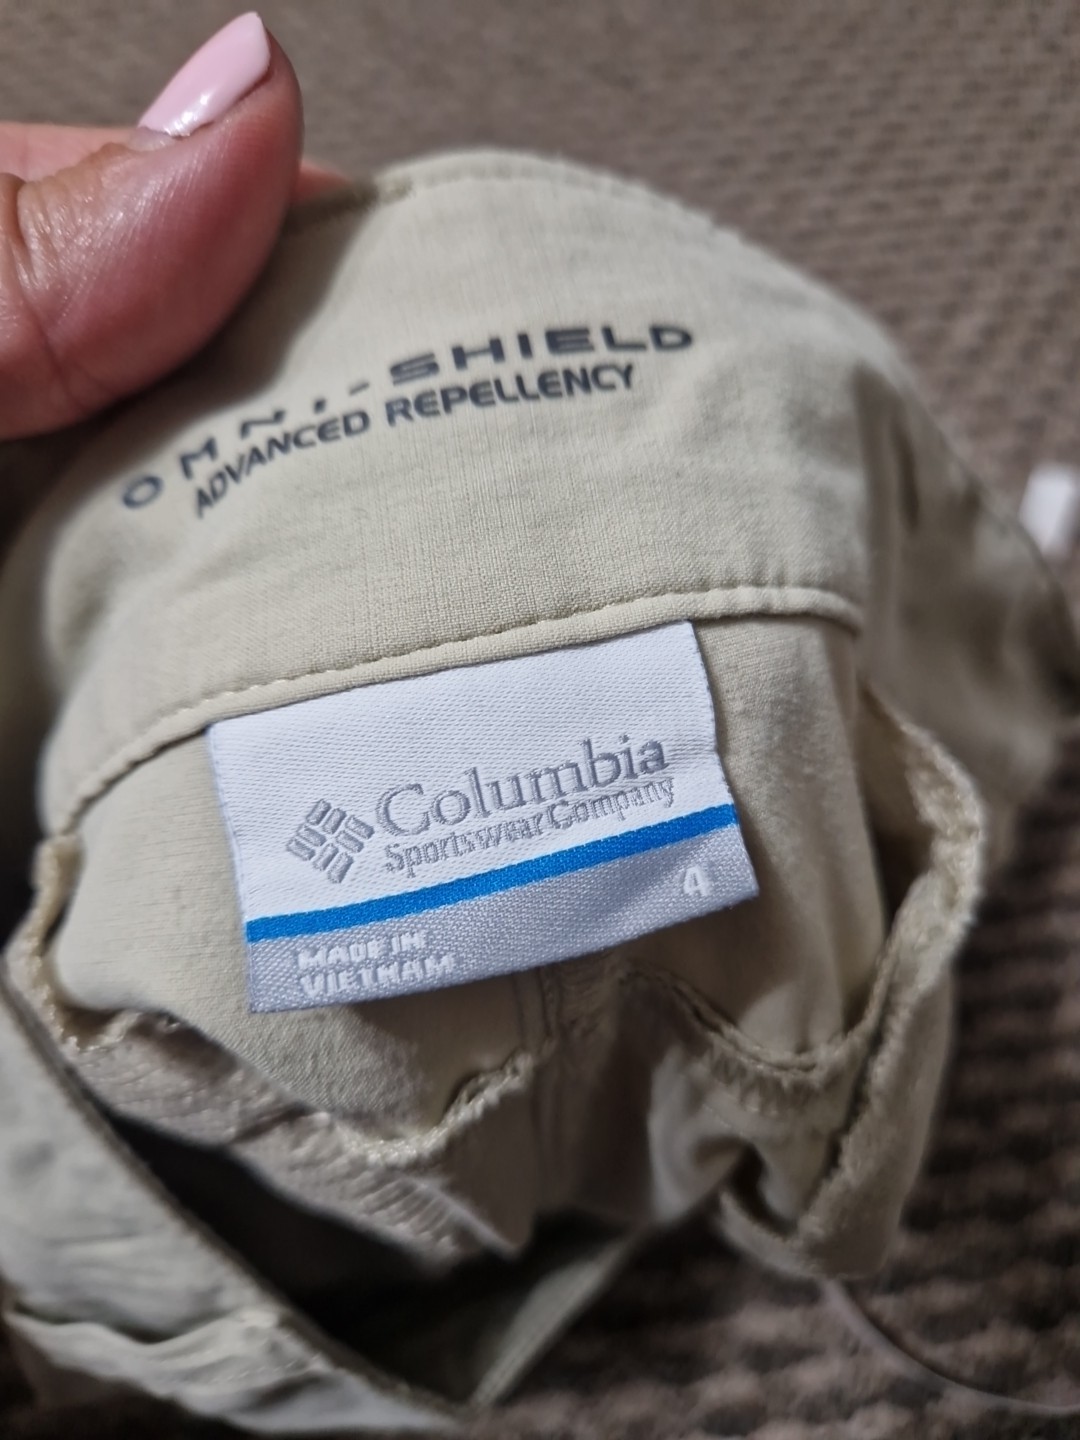 OMNI-SHIELD
ADVANCED REPELLENCY
Columbia
Sportswear Company
4
MADE IN
VIETNAM